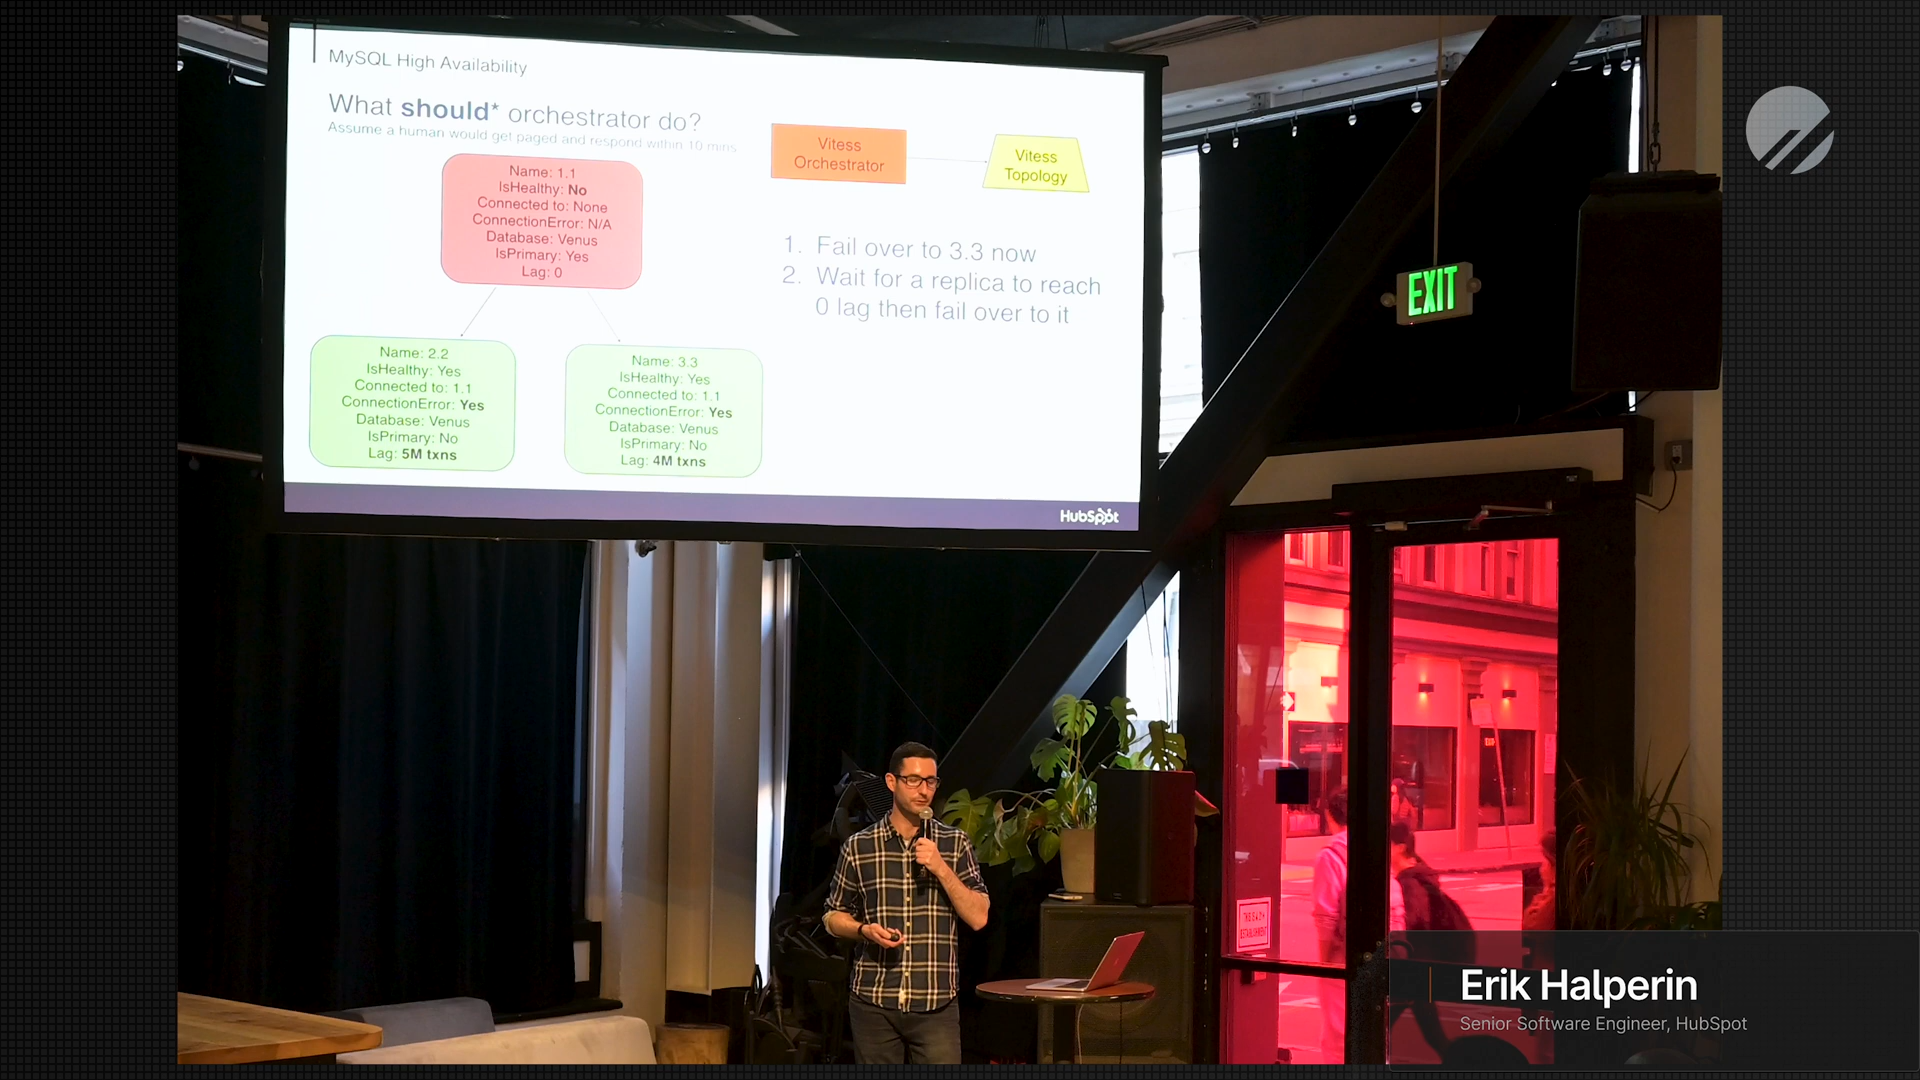 MySQL High Availability
What should* orchestrator do?
Assume a human would get paged and respond within 10 mins
Name: 1.1
IsHealthy: No
Connected to: None
ConnectionError: N/A
Database: Venus
IsPrimary: Yes
Lag: 0
Name: 2.2
IsHealthy: Yes
Connected to: 1.1
ConnectionError: Yes
Database: Venus
IsPrimary: No
Lag: 5M txns
Name: 3.3
IsHealthy: Yes
Connected to: 1.1
ConnectionError: Yes
Database: Venus
IsPrimary: No
Lag: 4M txns
Vitess
Orchestrator
Vitess
Topology
1. Fail over to 3.3 now
2. Wait for a replica to reach
0 lag then fail over to it
HubSpot
EXIT
Erik Halperin
Senior Software Engineer, HubSpot